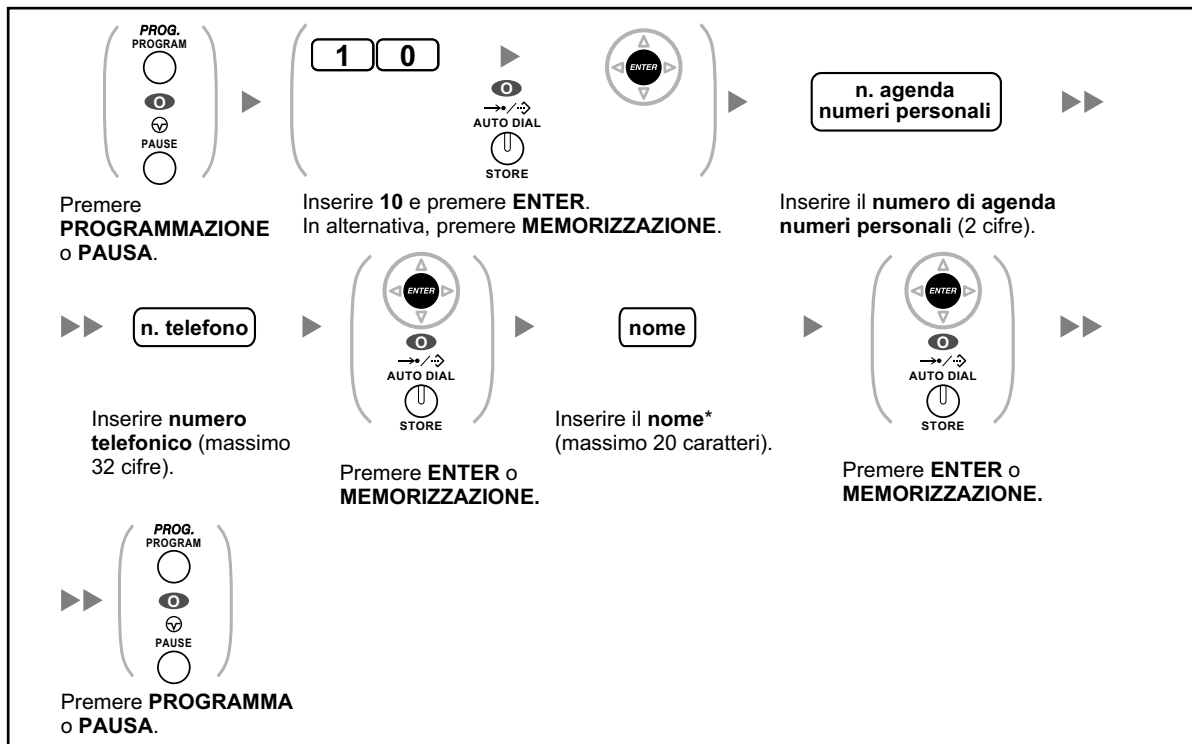 PROG.
PROGRAM
O
PAUSE
Premere
PROGRAMMAZIONE
o PAUSA.
1 0
O
AUTO DIAL
STORE
ENTER
Inserire 10 e premere ENTER.
In alternativa, premere MEMORIZZAZIONE.
n. agenda
numeri personali
Inserire il numero di agenda
numeri personali (2 cifre).
n. telefono
Inserire numero
telefonico (massimo
32 cifre).
ENTER
O
AUTO DIAL
STORE
Premere ENTER o
MEMORIZZAZIONE.
nome
Inserire il nome*
(massimo 20 caratteri).
ENTER
O
AUTO DIAL
STORE
Premere ENTER o
MEMORIZZAZIONE.
PROG.
PROGRAM
O
PAUSE
Premere PROGRAMMA
o PAUSA.